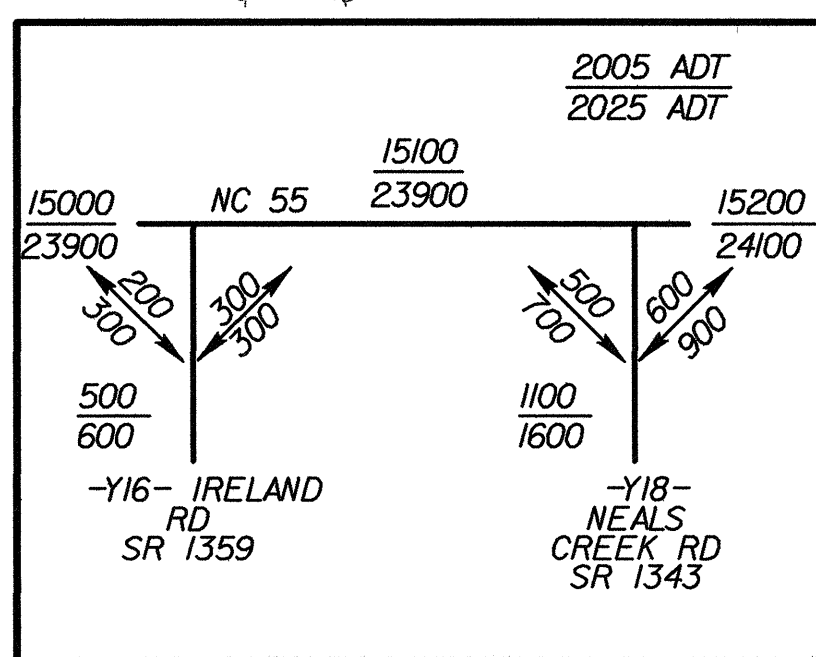 2005 ADT
2025 ADT
15100
23900
NC 55
15000
23900
15200
24100
200
300
300
300
500
700
600
900
500
600
1100
1600
-Y16- IRELAND
RD
SR 1359
-Y18-
NEALS
CREEK RD
SR 1343